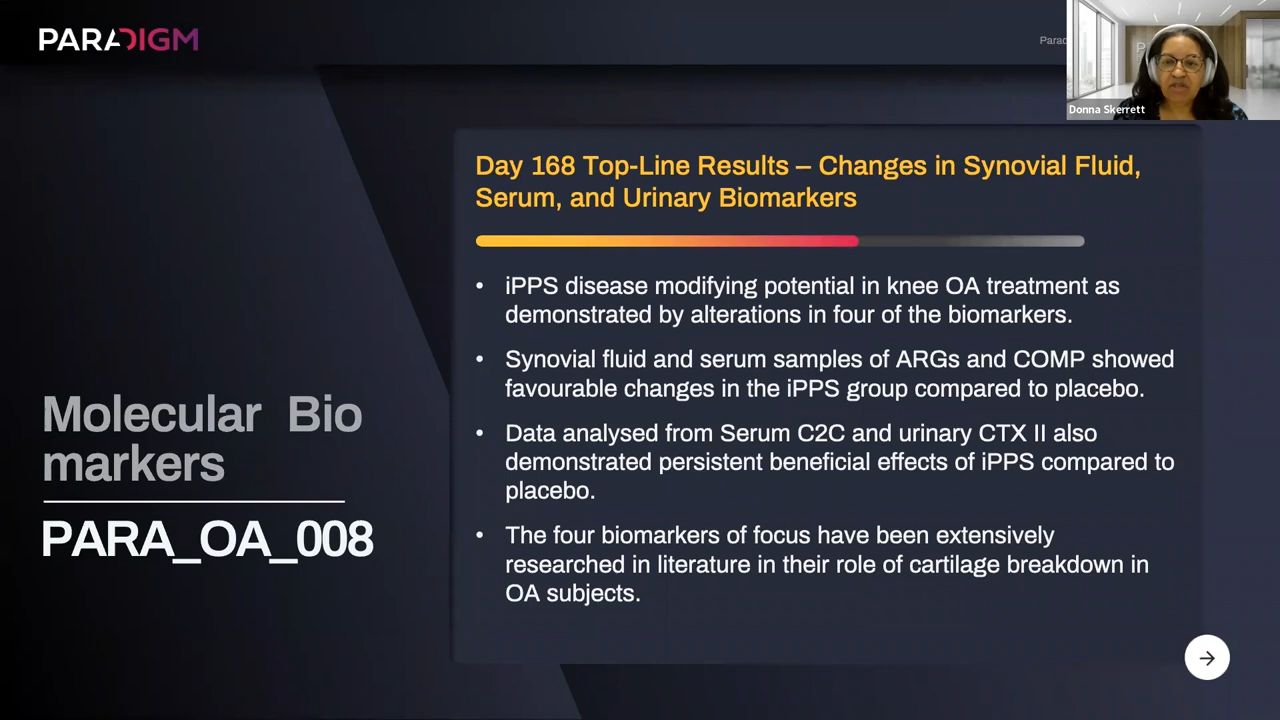 PARADIGM
Parad
Donna Skerrett
Day 168 Top-Line Results – Changes in Synovial Fluid,
Serum, and Urinary Biomarkers
• iPPS disease modifying potential in knee OA treatment as
demonstrated by alterations in four of the biomarkers.
• Synovial fluid and serum samples of ARGs and COMP showed
favourable changes in the iPPS group compared to placebo.
• Data analysed from Serum C2C and urinary CTX II also
demonstrated persistent beneficial effects of iPPS compared to
placebo.
• The four biomarkers of focus have been extensively
researched in literature in their role of cartilage breakdown in
OA subjects.
Molecular Bio
markers
PARA_OA_008